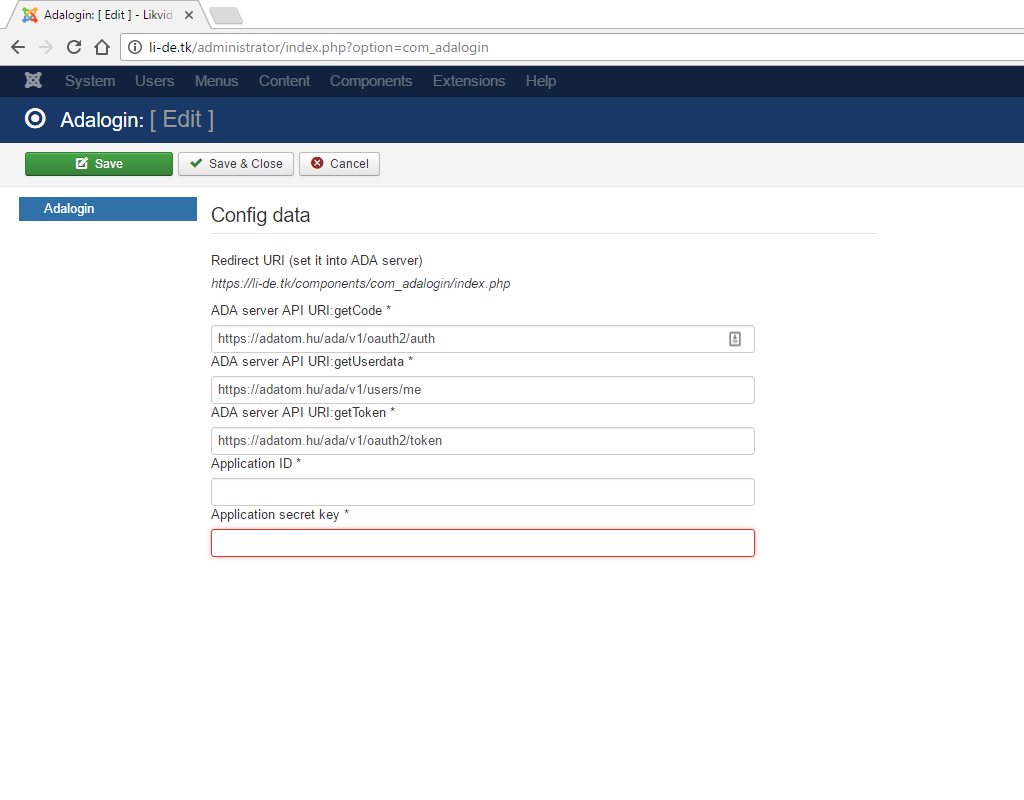 Adalogin: [ Edit ] - Likvid
li-de.tk/administrator/index.php?option=com_adalogin
System Users Menus Content Components Extensions Help
Adalogin: [ Edit ]
Save Save & Close Cancel
Adalogin
Config data
Redirect URI (set it into ADA server)
https://li-de.tk/components/com_adalogin/index.php
ADA server API URI:getCode *
https://adatom.hu/ada/v1/oauth2/auth
ADA server API URI:getUserdata *
https://adatom.hu/ada/v1/users/me
ADA server API URI:getToken *
https://adatom.hu/ada/v1/oauth2/token
Application ID *
Application secret key *